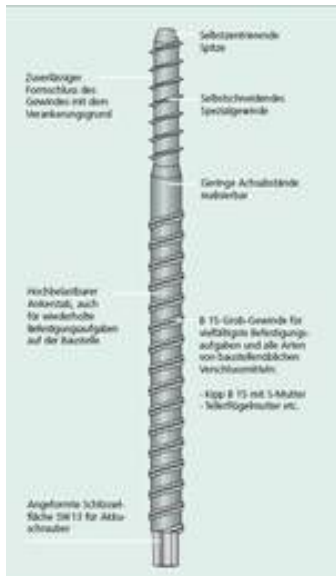 Selbstzentrierende
Spitze
Zuverlässiger
Formschluss des
Gewindes mit dem
Verankerungsgrund
Selbstschneidendes
Spezialgewinde
Geringe Achsabstände
realisierbar
Hochbelastbarer
Ankerstab, auch
für wiederholte
Befestigungsaufgaben
auf der Baustelle
B 15-Grob-Gewinde für
vielfältigste Befestigungs-
aufgaben und alle Arten
von baustellenüblichen
Verschlussmitteln:
- Kipp B 15 mit S-Mutter
- Tellerflügelmutter etc.
Angeformte Schlüssel-
fläche SW13 für Akku-
schrauber